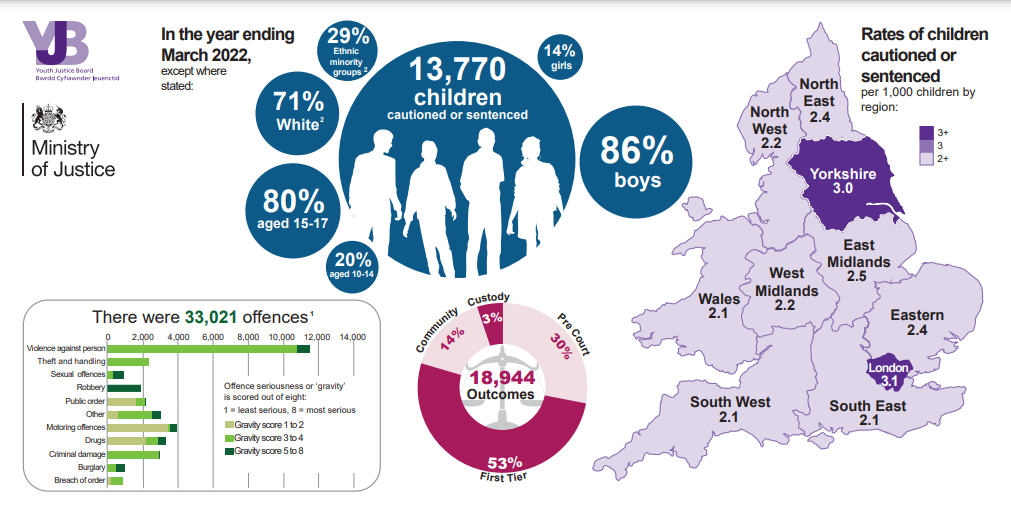 YJB
Youth Justice Board
Bwrdd Cyfiawnder Ieuenctid
Ministry
of Justice
In the year ending
March 2022,
except where
stated:
29%
Ethnic
minority
groups 2
71%
White2
80%
aged 15-17
20%
aged 10-14
13,770
children
cautioned or sentenced
14%
girls
86%
boys
Rates of children
cautioned or
sentenced
per 1,000 children by
region:
3+
3
2+
North
East
2.4
North
West
2.2
Yorkshire
3.0
East
Midlands
2.5
West
Midlands
2.2
Wales
2.1
Eastern
2.4
London
3.1
South West
2.1
South East
2.1
There were 33,021 offences1
0 2,000 4,000 6,000 8,000 10,000 12,000 14,000
Violence against person
Theft and handling
Sexual offences
Robbery
Public order
Other
Motoring offences
Drugs
Criminal damage
Burglary
Breach of order
Offence seriousness or 'gravity'
is scored out of eight:
1 = least serious, 8 = most serious
Gravity score 1 to 2
Gravity score 3 to 4
Gravity score 5 to 8
Custody
3%
Community
14%
Pre Court
30%
18,944
Outcomes
53%
First Tier